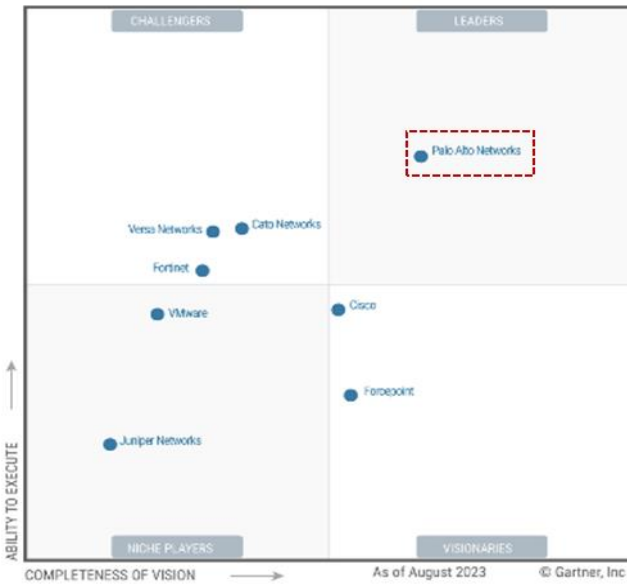 CHALLENGERS
LEADERS
Palo Alto Networks
Versa Networks
Cato Networks
Fortinet
VMware
Cisco
Forcepoint
Juniper Networks
NICHE PLAYERS
VISIONARIES
ABILITY TO EXECUTE
COMPLETENESS OF VISION
As of August 2023
© Gartner, Inc